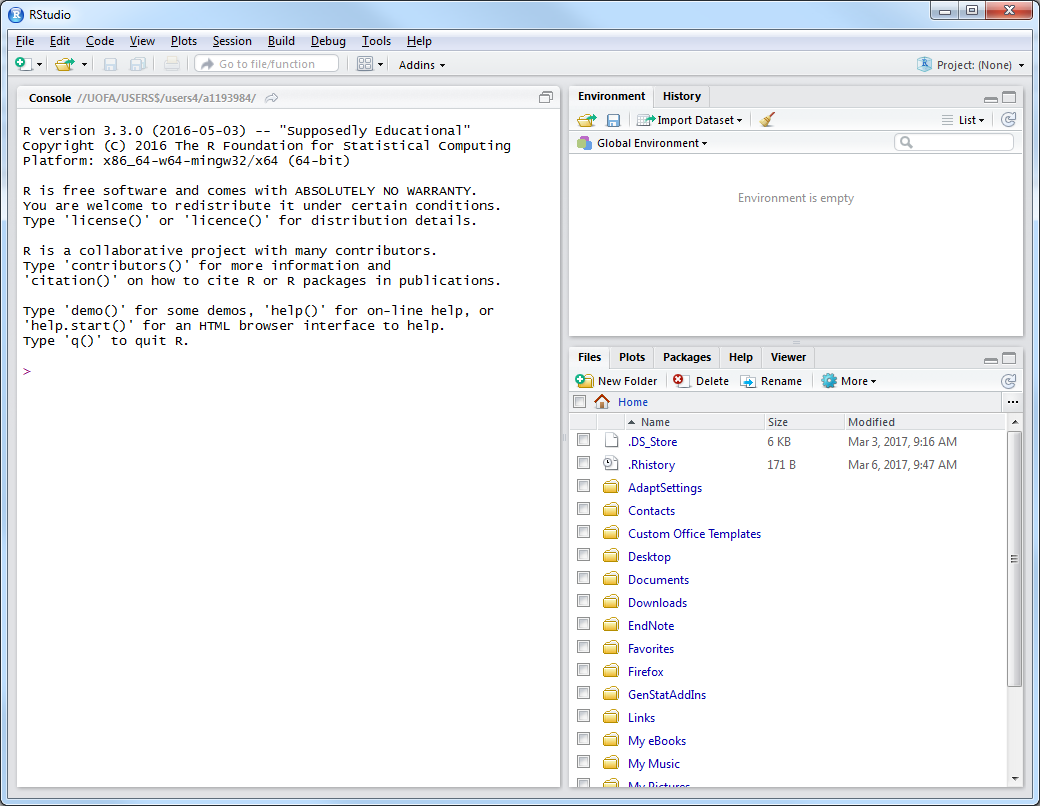 RStudio
File Edit Code View Plots Session Build Debug Tools Help
Go to file/function Addins Project: (None)
Console //UOFA/USERS$/users4/a1193984/
R version 3.3.0 (2016-05-03) -- "Supposedly Educational"
Copyright (C) 2016 The R Foundation for Statistical Computing
Platform: x86_64-w64-mingw32/x64 (64-bit)
R is free software and comes with ABSOLUTELY NO WARRANTY.
You are welcome to redistribute it under certain conditions.
Type 'license()' or 'licence()' for distribution details.
R is a collaborative project with many contributors.
Type 'contributors()' for more information and
'citation()' on how to cite R or R packages in publications.
Type 'demo()' for some demos, 'help()' for on-line help, or
'help.start()' for an HTML browser interface to help.
Type 'q()' to quit R.
>
Environment History
Import Dataset List
Global Environment
Environment is empty
Files Plots Packages Help Viewer
New Folder Delete Rename More
Home ...
Name Size Modified
.DS_Store 6 KB Mar 3, 2017, 9:16 AM
.Rhistory 171 B Mar 6, 2017, 9:47 AM
AdaptSettings
Contacts
Custom Office Templates
Desktop
Documents
Downloads
EndNote
Favorites
Firefox
GenStatAddIns
Links
My eBooks
My Music
My Pictures